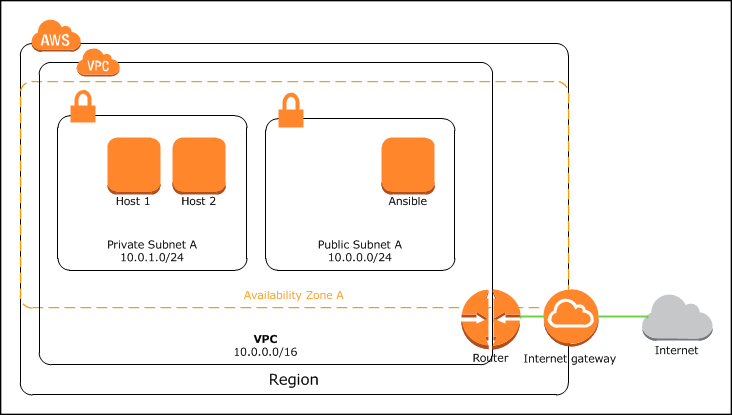 AWS
VPC
Host 1
Host 2
Ansible
Private Subnet A
10.0.1.0/24
Public Subnet A
10.0.0.0/24
Availability Zone A
VPC
10.0.0.0/16
Router
Internet gateway
Internet
Region